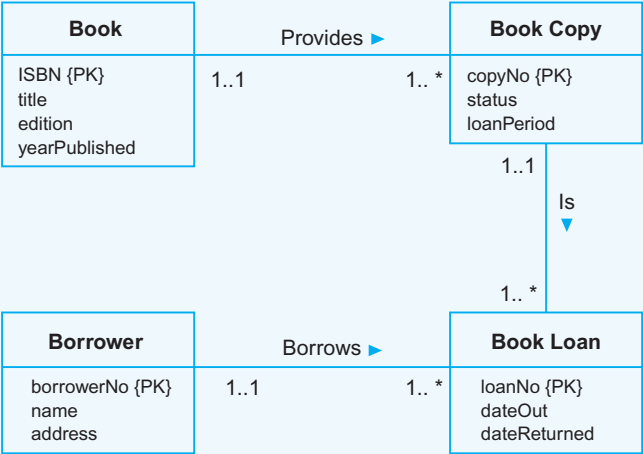 Book
ISBN {PK}
title
edition
yearPublished
Provides ►
1..1
1.. *
Book Copy
copyNo {PK}
status
loanPeriod
1..1
Is
▼
1.. *
Borrower
borrowerNo {PK}
name
address
Borrows ►
1..1
1.. *
Book Loan
loanNo {PK}
dateOut
dateReturned